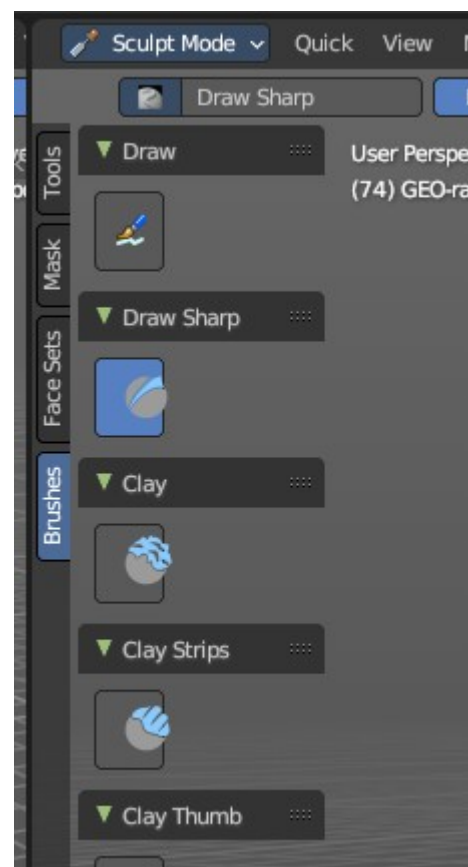 Sculpt Mode Quick View
Draw Sharp
Tools
Mask
Face Sets
Brushes
Draw
Draw Sharp
Clay
Clay Strips
Clay Thumb
User Perspe
(74) GEO-ra